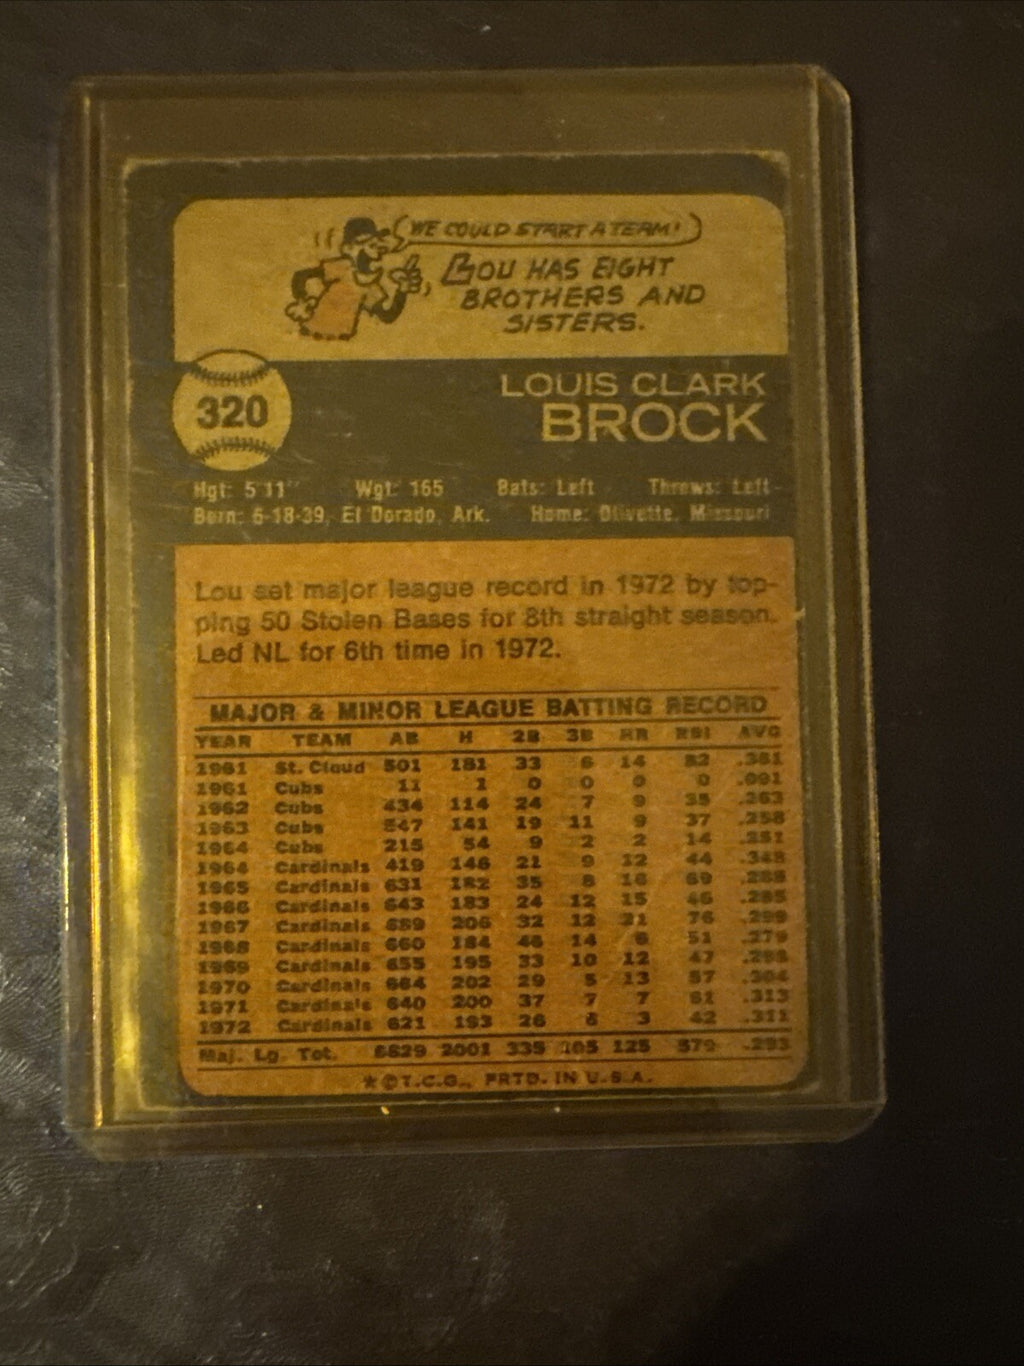 WE COULD START A TEAM!
LOU HAS EIGHT
BROTHERS AND
SISTERS.
320
LOUIS CLARK
BROCK
Hgt: 5'11" Wgt: 165 Bats: Left Throws: Left
Born: 6-18-39, El Dorado, Ark. Home: Olivette, Missouri
Lou set major league record in 1972 by top-
ping 50 Stolen Bases for 8th straight season.
Led NL for 6th time in 1972.
MAJOR & MINOR LEAGUE BATTING RECORD
YEAR TEAM AB H 2B 3B HR RBI AVG
1961 St. Cloud 501 181 33 6 14 82 .361
1961 Cubs 11 1 0 0 0 0 .091
1962 Cubs 434 114 24 7 9 35 .263
1963 Cubs 547 141 19 11 9 37 .258
1964 Cubs 215 54 9 2 2 14 .251
1964 Cardinals 419 146 21 9 12 44 .348
1965 Cardinals 631 182 35 8 16 69 .288
1966 Cardinals 643 183 24 12 15 46 .285
1967 Cardinals 689 206 32 12 21 76 .299
1968 Cardinals 660 184 46 14 6 51 .279
1969 Cardinals 655 195 33 10 12 47 .298
1970 Cardinals 664 202 29 5 13 57 .304
1971 Cardinals 640 200 37 7 7 61 .313
1972 Cardinals 621 193 26 8 3 42 .311
Maj. Lg. Tot. 6829 2001 335 125 579 .293
★©T.C.G., PRTD. IN U.S.A.